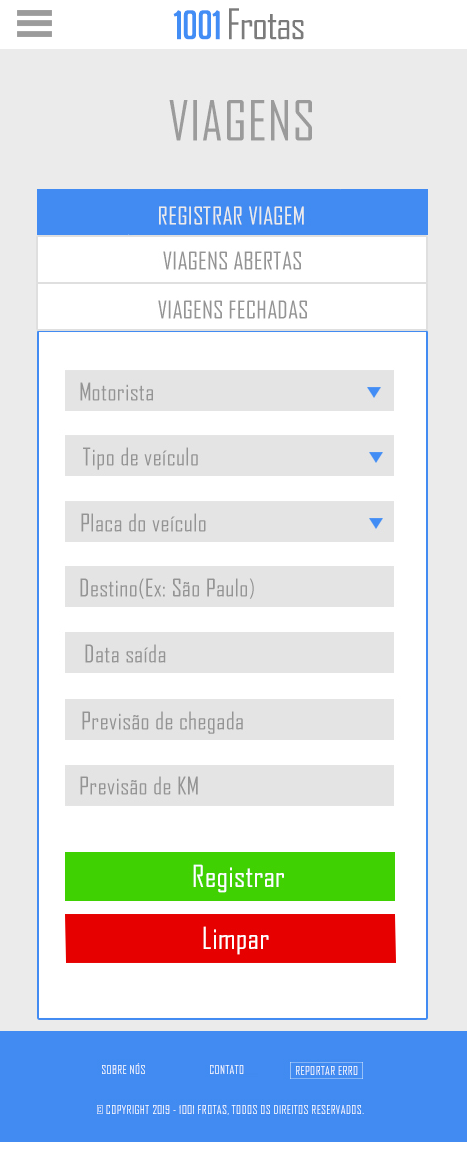 1001 Frotas
VIAGENS
REGISTRAR VIAGEM
VIAGENS ABERTAS
VIAGENS FECHADAS
Motorista
Tipo de veículo
Placa do veículo
Destino(Ex: São Paulo)
Data saída
Previsão de chegada
Previsão de KM
Registrar
Limpar
SOBRE NÓS CONTATO REPORTAR ERRO
© COPYRIGHT 2019 - 1001 FROTAS, TODOS OS DIREITOS RESERVADOS.